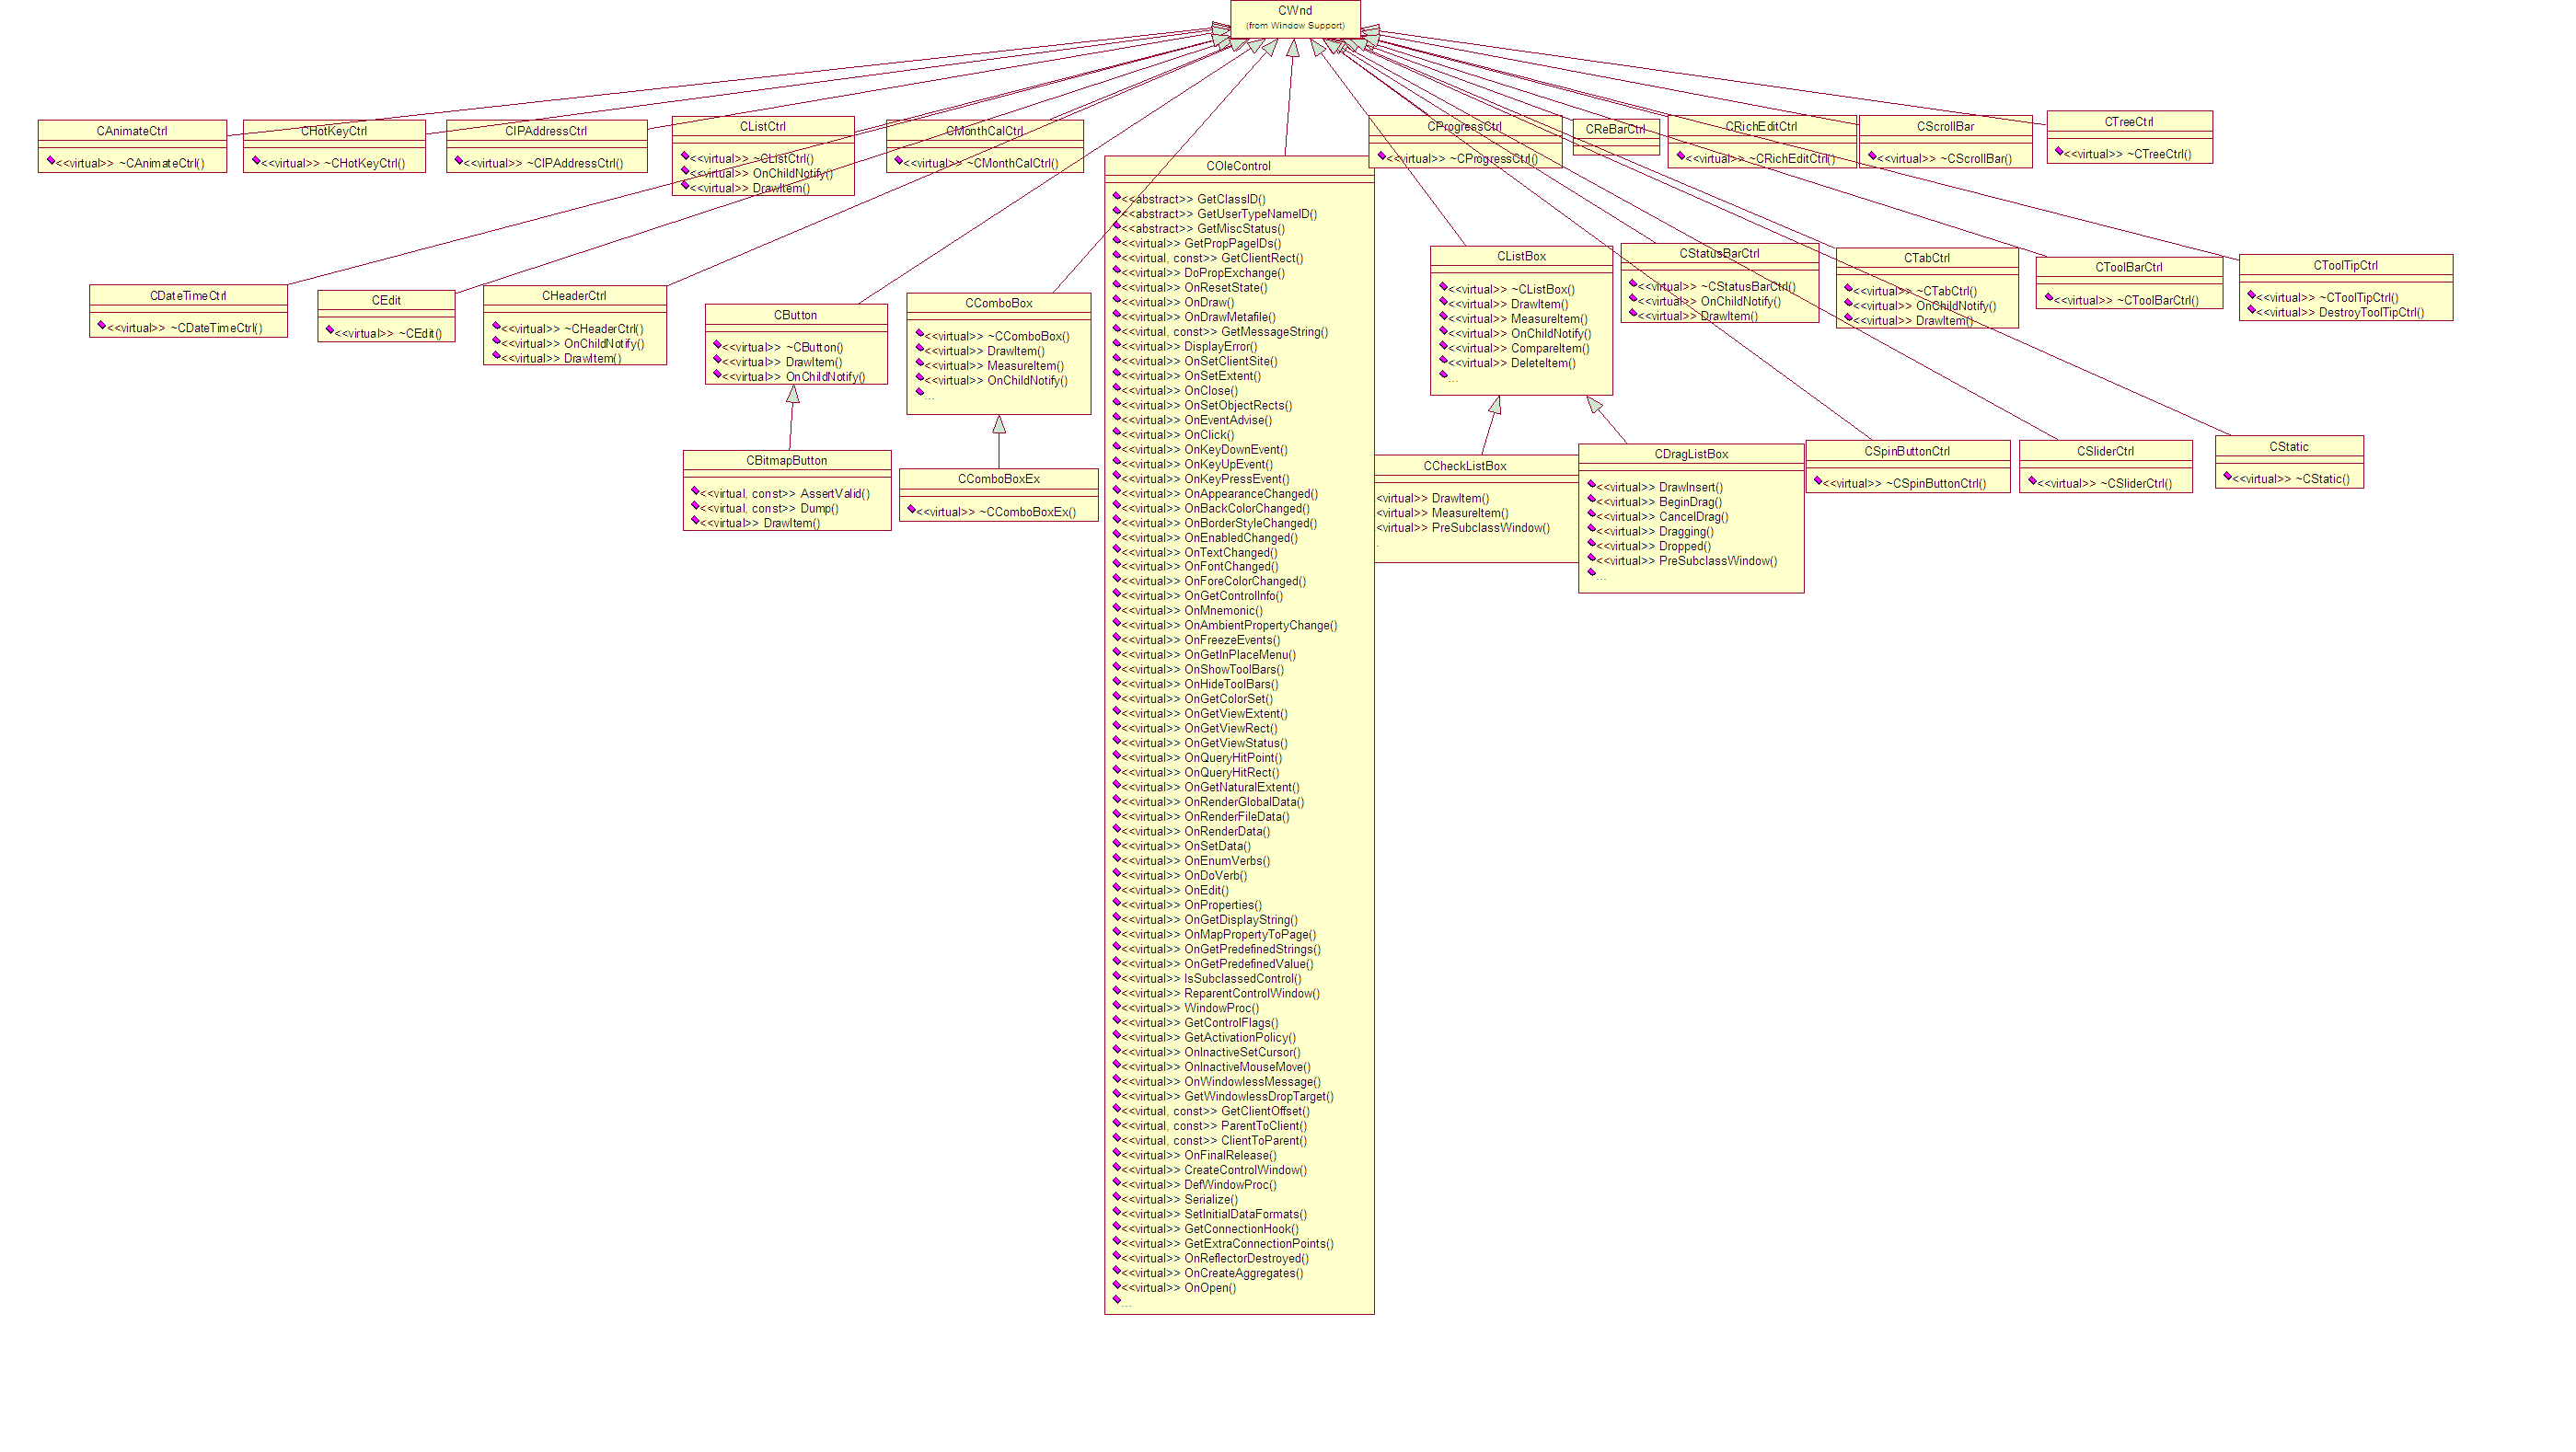 CWnd
(from Window Support)
CAnimateCtrl
<<virtual>> ~CAnimateCtrl()
CHotKeyCtrl
<<virtual>> ~CHotKeyCtrl()
CIPAddressCtrl
<<virtual>> ~CIPAddressCtrl()
CListCtrl
<<virtual>> ~CListCtrl()
<<virtual>> OnChildNotify()
<<virtual>> DrawItem()
CMonthCalCtrl
<<virtual>> ~CMonthCalCtrl()
CProgressCtrl
<<virtual>> ~CProgressCtrl()
CReBarCtrl
CRichEditCtrl
<<virtual>> ~CRichEditCtrl()
CScrollBar
<<virtual>> ~CScrollBar()
CTreeCtrl
<<virtual>> ~CTreeCtrl()
CDateTimeCtrl
<<virtual>> ~CDateTimeCtrl()
CEdit
<<virtual>> ~CEdit()
CHeaderCtrl
<<virtual>> ~CHeaderCtrl()
<<virtual>> OnChildNotify()
<<virtual>> DrawItem()
CButton
<<virtual>> ~CButton()
<<virtual>> DrawItem()
<<virtual>> OnChildNotify()
CComboBox
<<virtual>> ~CComboBox()
<<virtual>> DrawItem()
<<virtual>> MeasureItem()
<<virtual>> OnChildNotify()
...
COleControl
<<abstract>> GetClassID()
<<abstract>> GetUserTypeNameID()
<<abstract>> GetMiscStatus()
<<virtual>> GetPropPageIDs()
<<virtual, const>> GetClientRect()
<<virtual>> DoPropExchange()
<<virtual>> OnResetState()
<<virtual>> OnDraw()
<<virtual>> OnDrawMetafile()
<<virtual, const>> GetMessageString()
<<virtual>> DisplayError()
<<virtual>> OnSetClientSite()
<<virtual>> OnSetExtent()
<<virtual>> OnClose()
<<virtual>> OnSetObjectRects()
<<virtual>> OnEventAdvise()
<<virtual>> OnClick()
<<virtual>> OnKeyDownEvent()
<<virtual>> OnKeyUpEvent()
<<virtual>> OnKeyPressEvent()
<<virtual>> OnAppearanceChanged()
<<virtual>> OnBackColorChanged()
<<virtual>> OnBorderStyleChanged()
<<virtual>> OnEnabledChanged()
<<virtual>> OnTextChanged()
<<virtual>> OnFontChanged()
<<virtual>> OnForeColorChanged()
<<virtual>> OnGetControlInfo()
<<virtual>> OnMnemonic()
<<virtual>> OnAmbientPropertyChange()
<<virtual>> OnFreezeEvents()
<<virtual>> OnGetInPlaceMenu()
<<virtual>> OnShowToolBars()
<<virtual>> OnHideToolBars()
<<virtual>> OnGetColorSet()
<<virtual>> OnGetViewExtent()
<<virtual>> OnGetViewRect()
<<virtual>> OnGetViewStatus()
<<virtual>> OnQueryHitPoint()
<<virtual>> OnQueryHitRect()
<<virtual>> OnGetNaturalExtent()
<<virtual>> OnRenderGlobalData()
<<virtual>> OnRenderFileData()
<<virtual>> OnRenderData()
<<virtual>> OnSetData()
<<virtual>> OnEnumVerbs()
<<virtual>> OnDoVerb()
<<virtual>> OnEdit()
<<virtual>> OnProperties()
<<virtual>> OnGetDisplayString()
<<virtual>> OnMapPropertyToPage()
<<virtual>> OnGetPredefinedStrings()
<<virtual>> OnGetPredefinedValue()
<<virtual>> IsSubclassedControl()
<<virtual>> ReparentControlWindow()
<<virtual>> WindowProc()
<<virtual>> GetControlFlags()
<<virtual>> GetActivationPolicy()
<<virtual>> OnInactiveSetCursor()
<<virtual>> OnInactiveMouseMove()
<<virtual>> OnWindowlessMessage()
<<virtual>> GetWindowlessDropTarget()
<<virtual, const>> GetClientOffset()
<<virtual, const>> ParentToClient()
<<virtual, const>> ClientToParent()
<<virtual>> OnFinalRelease()
<<virtual>> CreateControlWindow()
<<virtual>> DefWindowProc()
<<virtual>> Serialize()
<<virtual>> SetInitialDataFormats()
<<virtual>> GetConnectionHook()
<<virtual>> GetExtraConnectionPoints()
<<virtual>> OnReflectorDestroyed()
<<virtual>> OnCreateAggregates()
<<virtual>> OnOpen()
...
CListBox
<<virtual>> ~CListBox()
<<virtual>> DrawItem()
<<virtual>> MeasureItem()
<<virtual>> OnChildNotify()
<<virtual>> CompareItem()
<<virtual>> DeleteItem()
...
CStatusBarCtrl
<<virtual>> ~CStatusBarCtrl()
<<virtual>> OnChildNotify()
<<virtual>> DrawItem()
CTabCtrl
<<virtual>> ~CTabCtrl()
<<virtual>> OnChildNotify()
<<virtual>> DrawItem()
CToolBarCtrl
<<virtual>> ~CToolBarCtrl()
CToolTipCtrl
<<virtual>> ~CToolTipCtrl()
<<virtual>> DestroyToolTipCtrl()
CBitmapButton
<<virtual, const>> AssertValid()
<<virtual, const>> Dump()
<<virtual>> DrawItem()
CComboBoxEx
<<virtual>> ~CComboBoxEx()
CCheckListBox
<virtual>> DrawItem()
<virtual>> MeasureItem()
<virtual>> PreSubclassWindow()
.
CDragListBox
<<virtual>> DrawInsert()
<<virtual>> BeginDrag()
<<virtual>> CancelDrag()
<<virtual>> Dragging()
<<virtual>> Dropped()
<<virtual>> PreSubclassWindow()
...
CSpinButtonCtrl
<<virtual>> ~CSpinButtonCtrl()
CSliderCtrl
<<virtual>> ~CSliderCtrl()
CStatic
<<virtual>> ~CStatic()